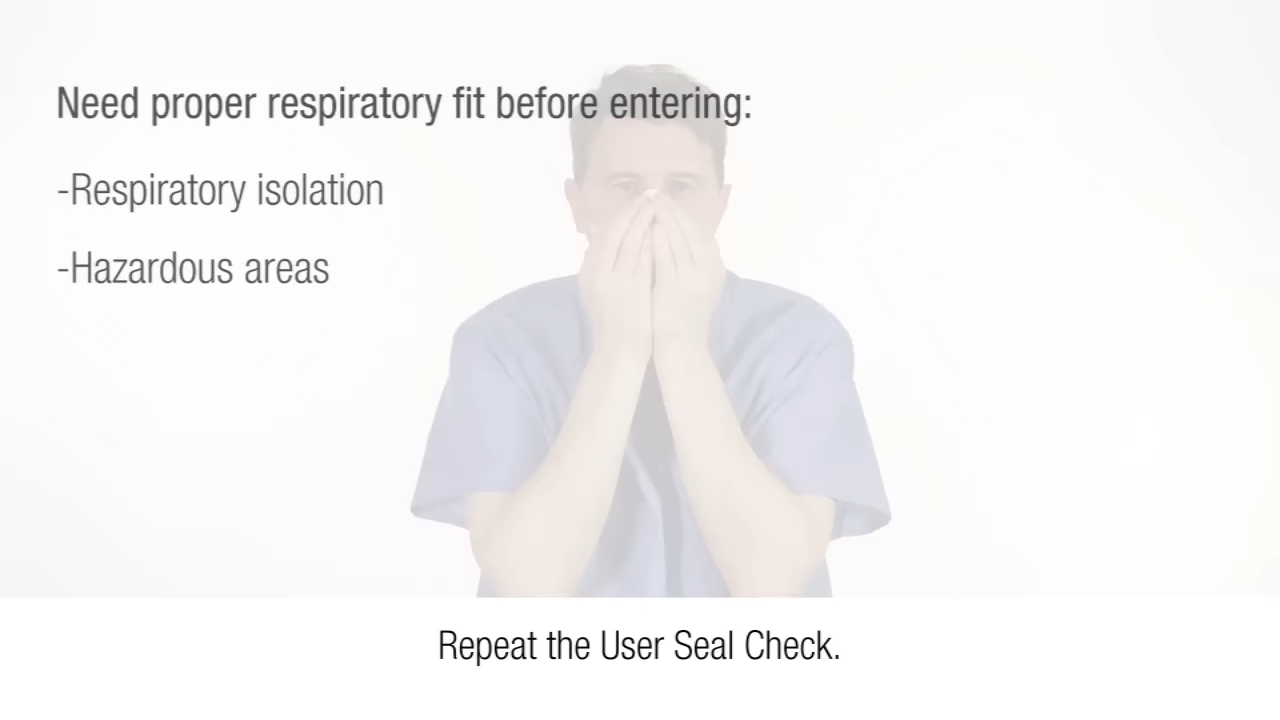 Need proper respiratory fit before entering:
-Respiratory isolation
-Hazardous areas
Repeat the User Seal Check.